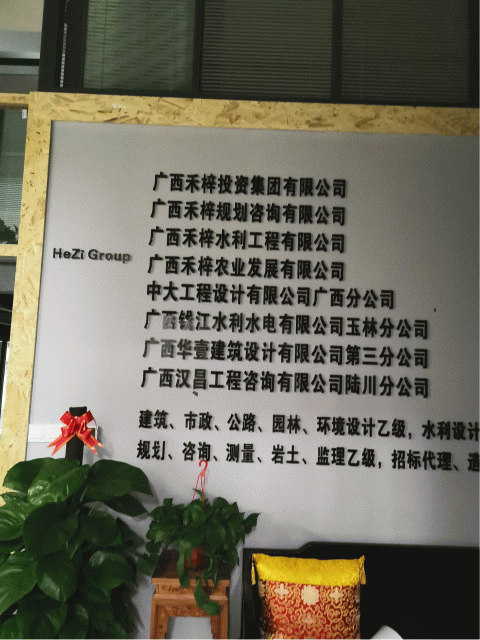 广西禾梓投资集团有限公司
广西禾梓规划咨询有限公司
广西禾梓水利工程有限公司
HeZi Group
广西禾梓农业发展有限公司
中大工程设计有限公司广西分公司
广西钱江水利水电有限公司玉林分公司
广西华壹建筑设计有限公司第三分公司
广西汉昌工程咨询有限公司陆川分公司
建筑、市政、公路、园林、环境设计乙级，水利设计
规划、咨询、测量、岩土、监理乙级，招标代理、造